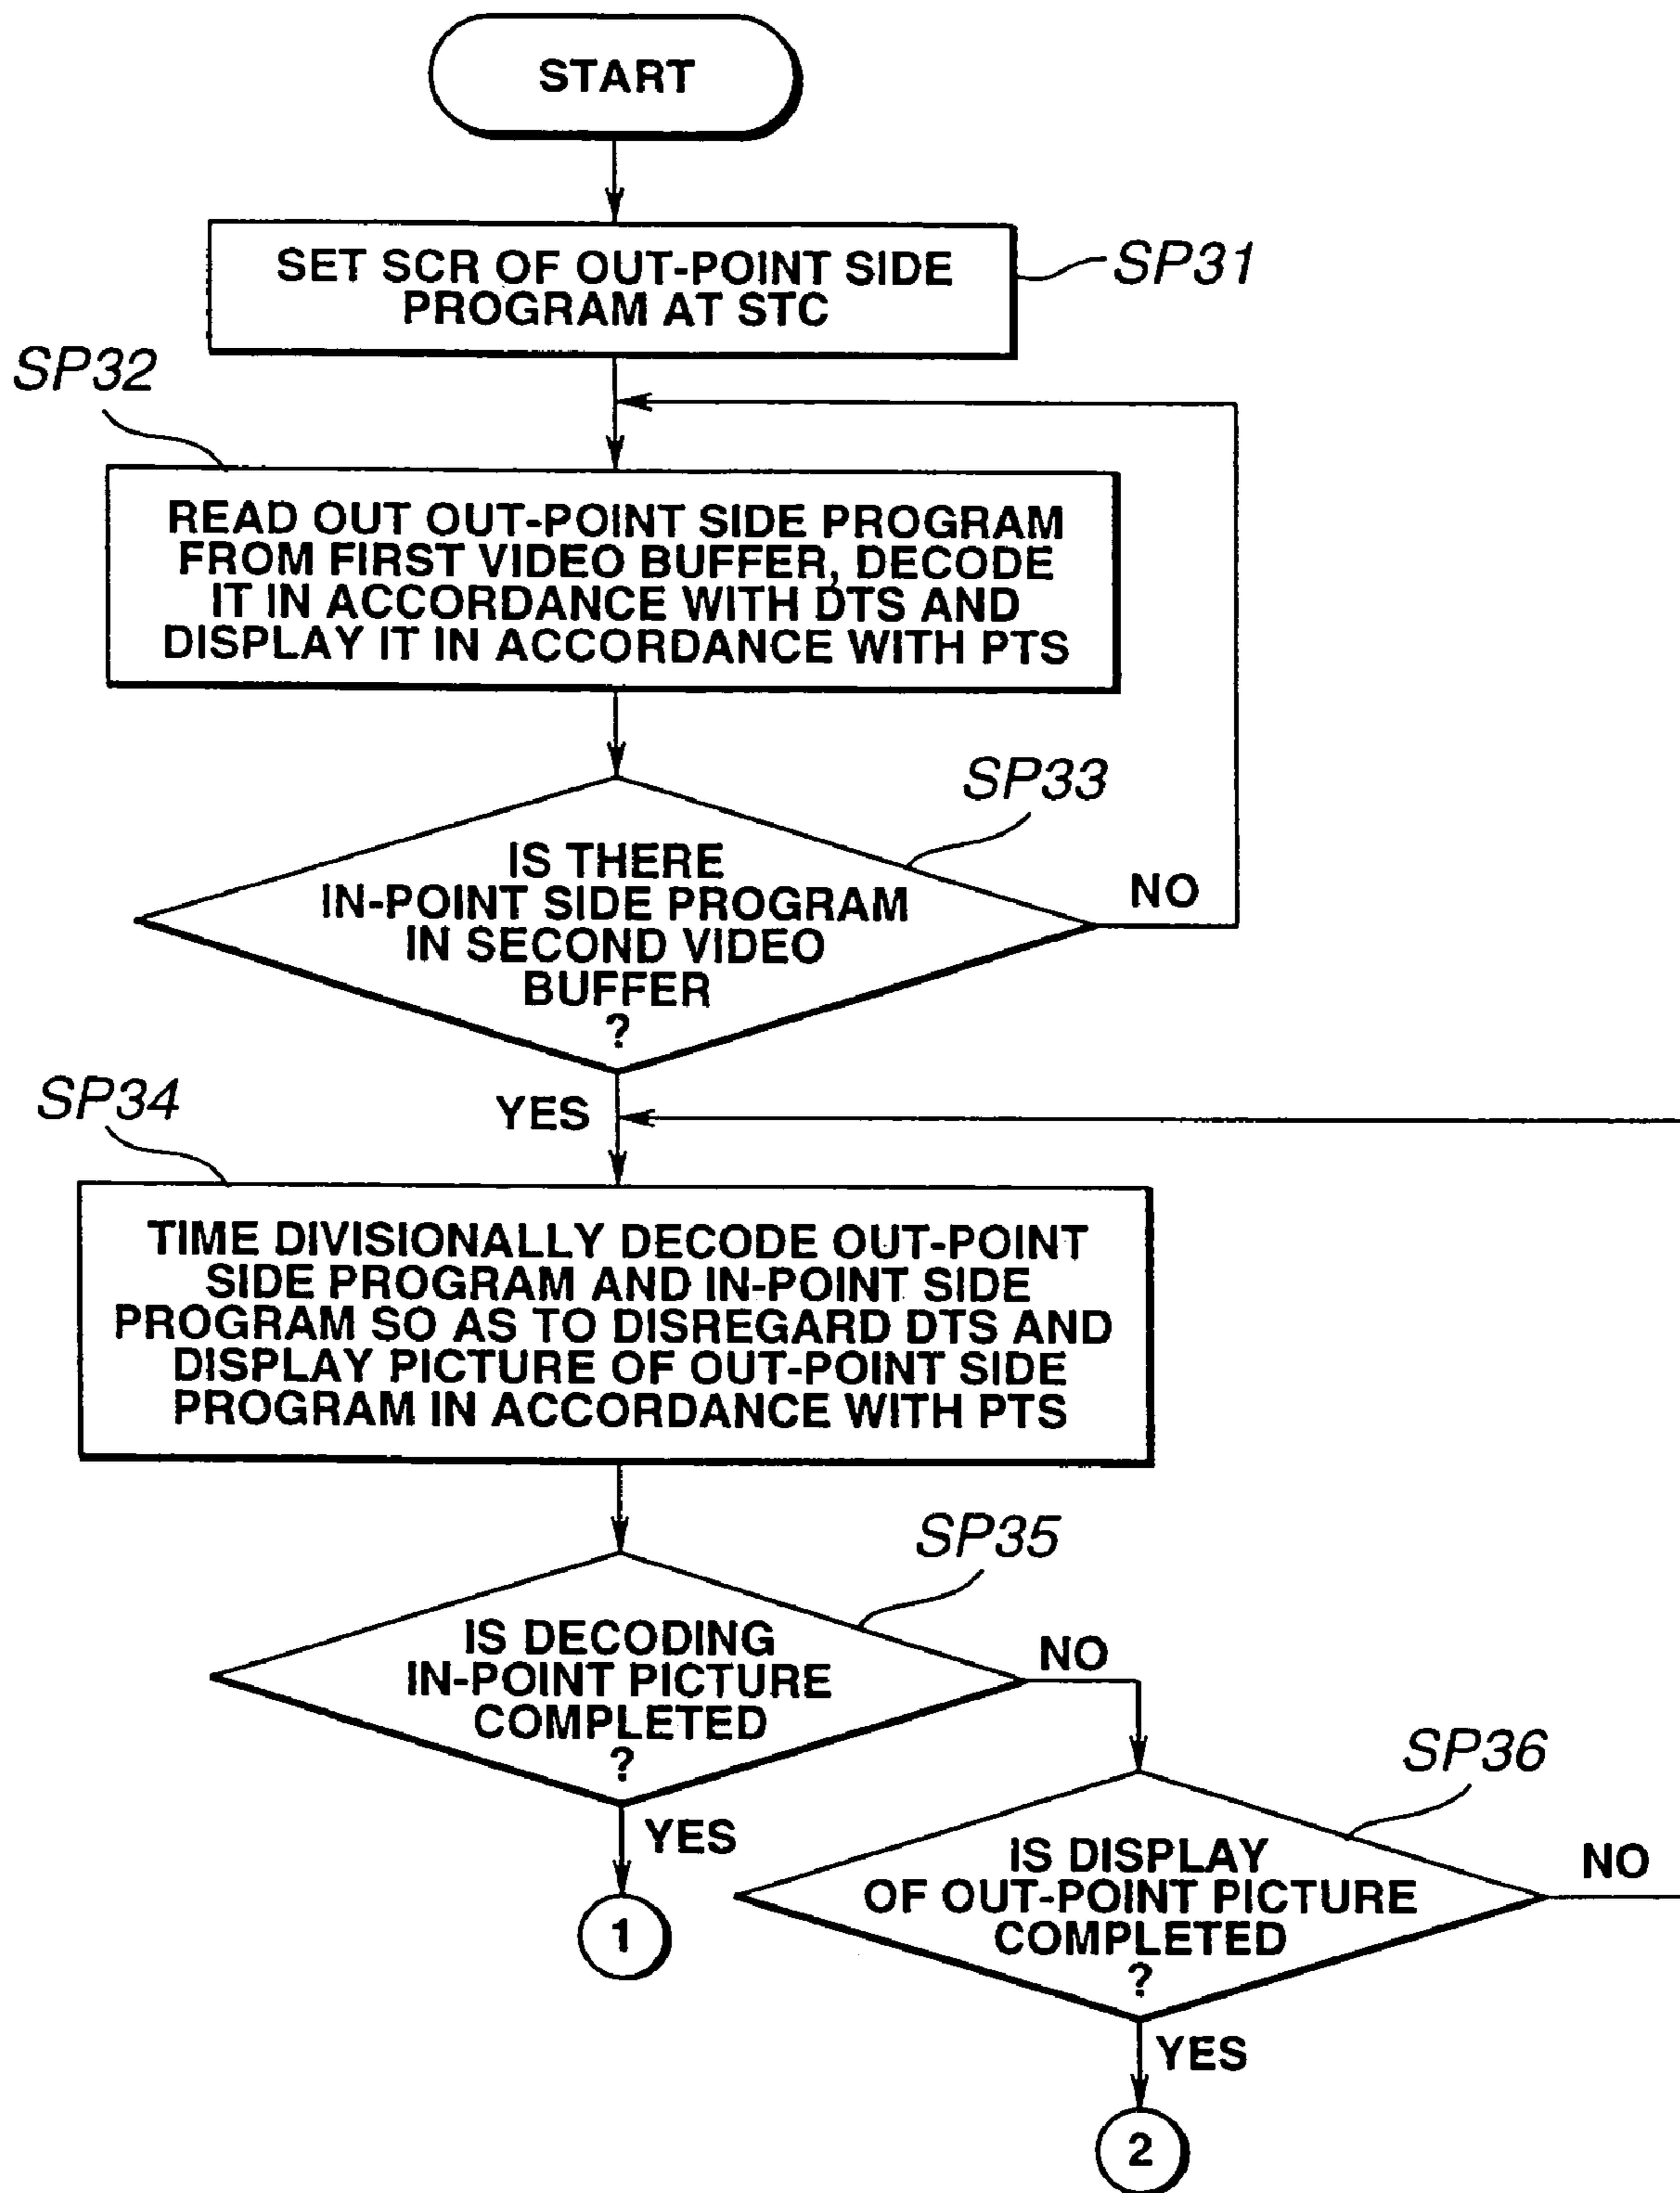 START
SET SCR OF OUT-POINT SIDE
PROGRAM AT STC
SP31
SP32
READ OUT OUT-POINT SIDE PROGRAM
FROM FIRST VIDEO BUFFER, DECODE
IT IN ACCORDANCE WITH DTS AND
DISPLAY IT IN ACCORDANCE WITH PTS
SP33
IS THERE
IN-POINT SIDE PROGRAM
IN SECOND VIDEO
BUFFER
?
NO
YES
SP34
TIME DIVISIONALLY DECODE OUT-POINT
SIDE PROGRAM AND IN-POINT SIDE
PROGRAM SO AS TO DISREGARD DTS AND
DISPLAY PICTURE OF OUT-POINT SIDE
PROGRAM IN ACCORDANCE WITH PTS
SP35
IS DECODING
IN-POINT PICTURE
COMPLETED
?
NO
YES
1
SP36
IS DISPLAY
OF OUT-POINT PICTURE
COMPLETED
?
NO
YES
2